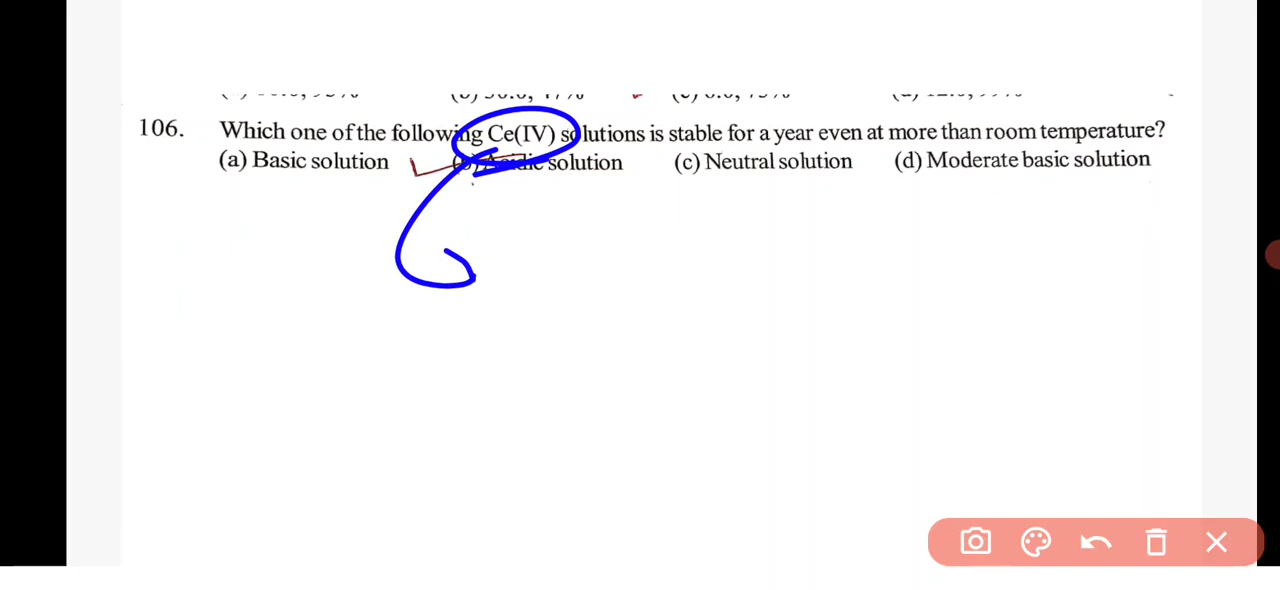 106. Which one of the following Ce(IV) solutions is stable for a year even at more than room temperature?
(a) Basic solution (b) Acidic solution (c) Neutral solution (d) Moderate basic solution